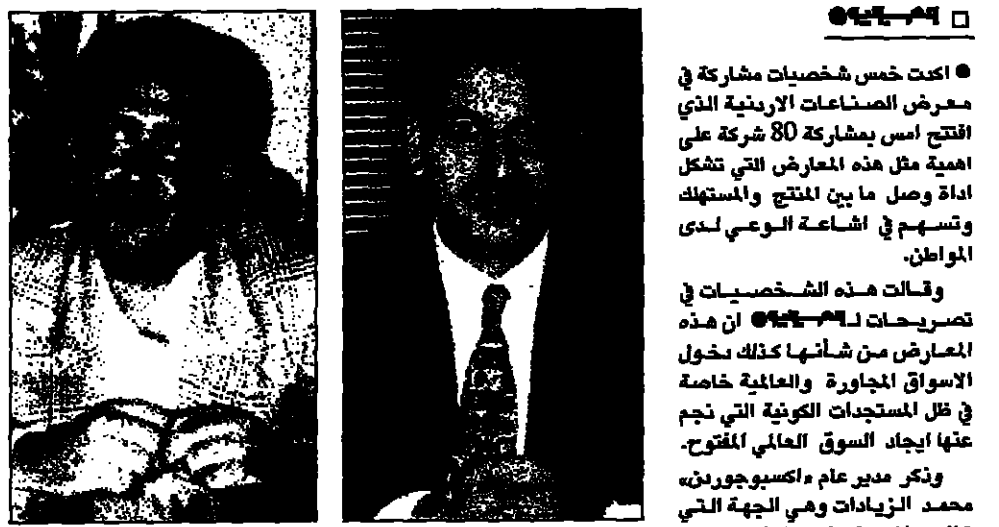 □
● اكدت خمس شخصيات مشاركة في
معرض الصناعات الاردنية الذي
افتتح امس بمشاركة 80 شركة على
اهمية مثل هذه المعارض التي تشكل
اداة وصل ما بين المنتج والمستهلك
وتسهم في اشاعة الوعي لدى
المواطن.
وقالت هذه الشخصيات في
تصريحات لـ ان هذه
المعارض من شأنها كذلك دخول
الاسواق المجاورة والعالمية خاصة
في ظل المستجدات الكونية التي نجم
عنها ايجاد السوق العالمي المفتوح.
وذكر مدير عام «اكسبوجوردن»
محمد الزيادات وهي الجهة التي